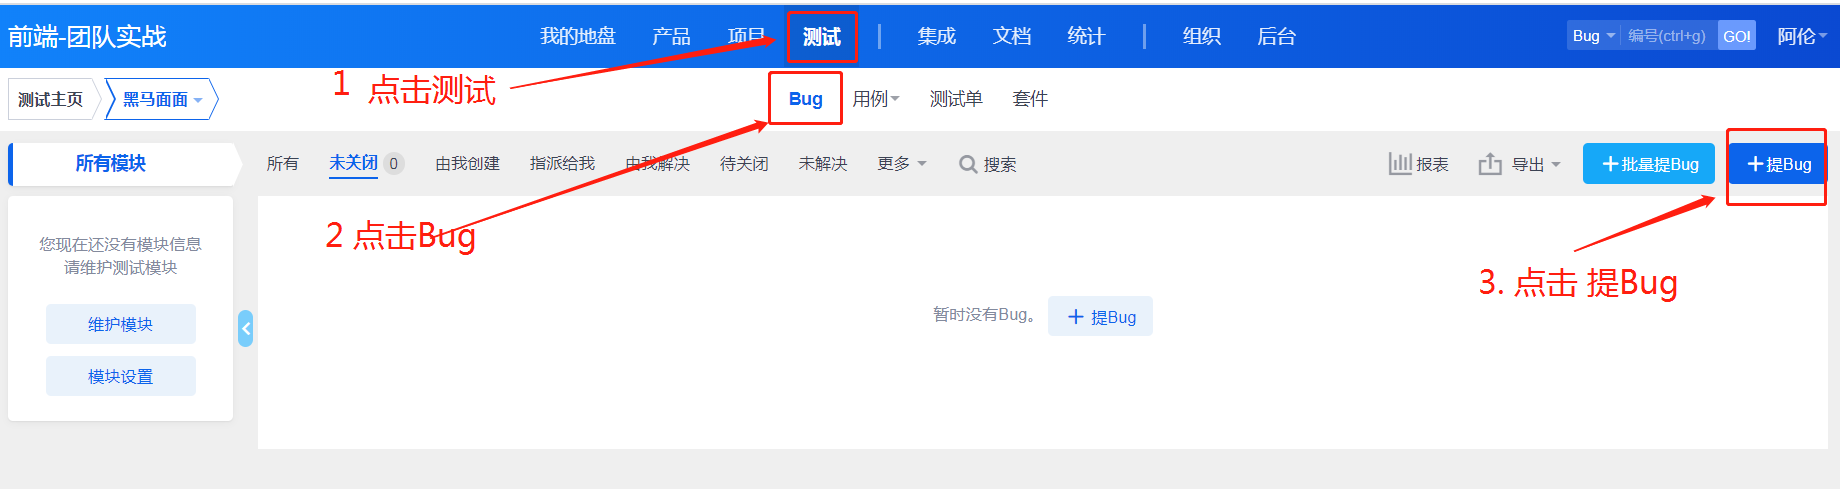 前端-团队实战
我的地盘 产品 项目 测试 集成 文档 统计 组织 后台
Bug 编号(ctrl+g) GO! 阿伦
1 点击测试
测试主页 黑马面面
Bug 用例 测试单 套件
所有模块
所有 未关闭 0 由我创建 指派给我 由我解决 待关闭 未解决 更多 搜索
报表 导出 +批量提Bug +提Bug
2 点击Bug
您现在还没有模块信息
请维护测试模块
维护模块
模块设置
3. 点击 提Bug
暂时没有Bug。 + 提Bug